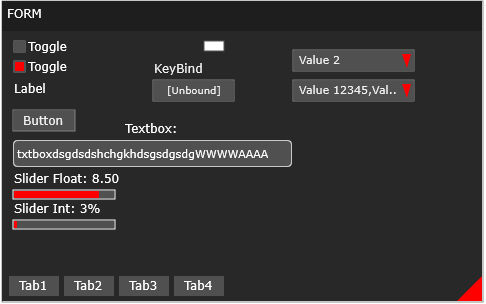 FORM
Toggle
Toggle
Label
KeyBind
[Unbound]
Value 2
Value 12345,Val..
Button
Textbox:
txtboxdsgdsdshchgkhdsgsdgsdgWWWWAAAA
Slider Float: 8.50
Slider Int: 3%
Tab1 Tab2 Tab3 Tab4